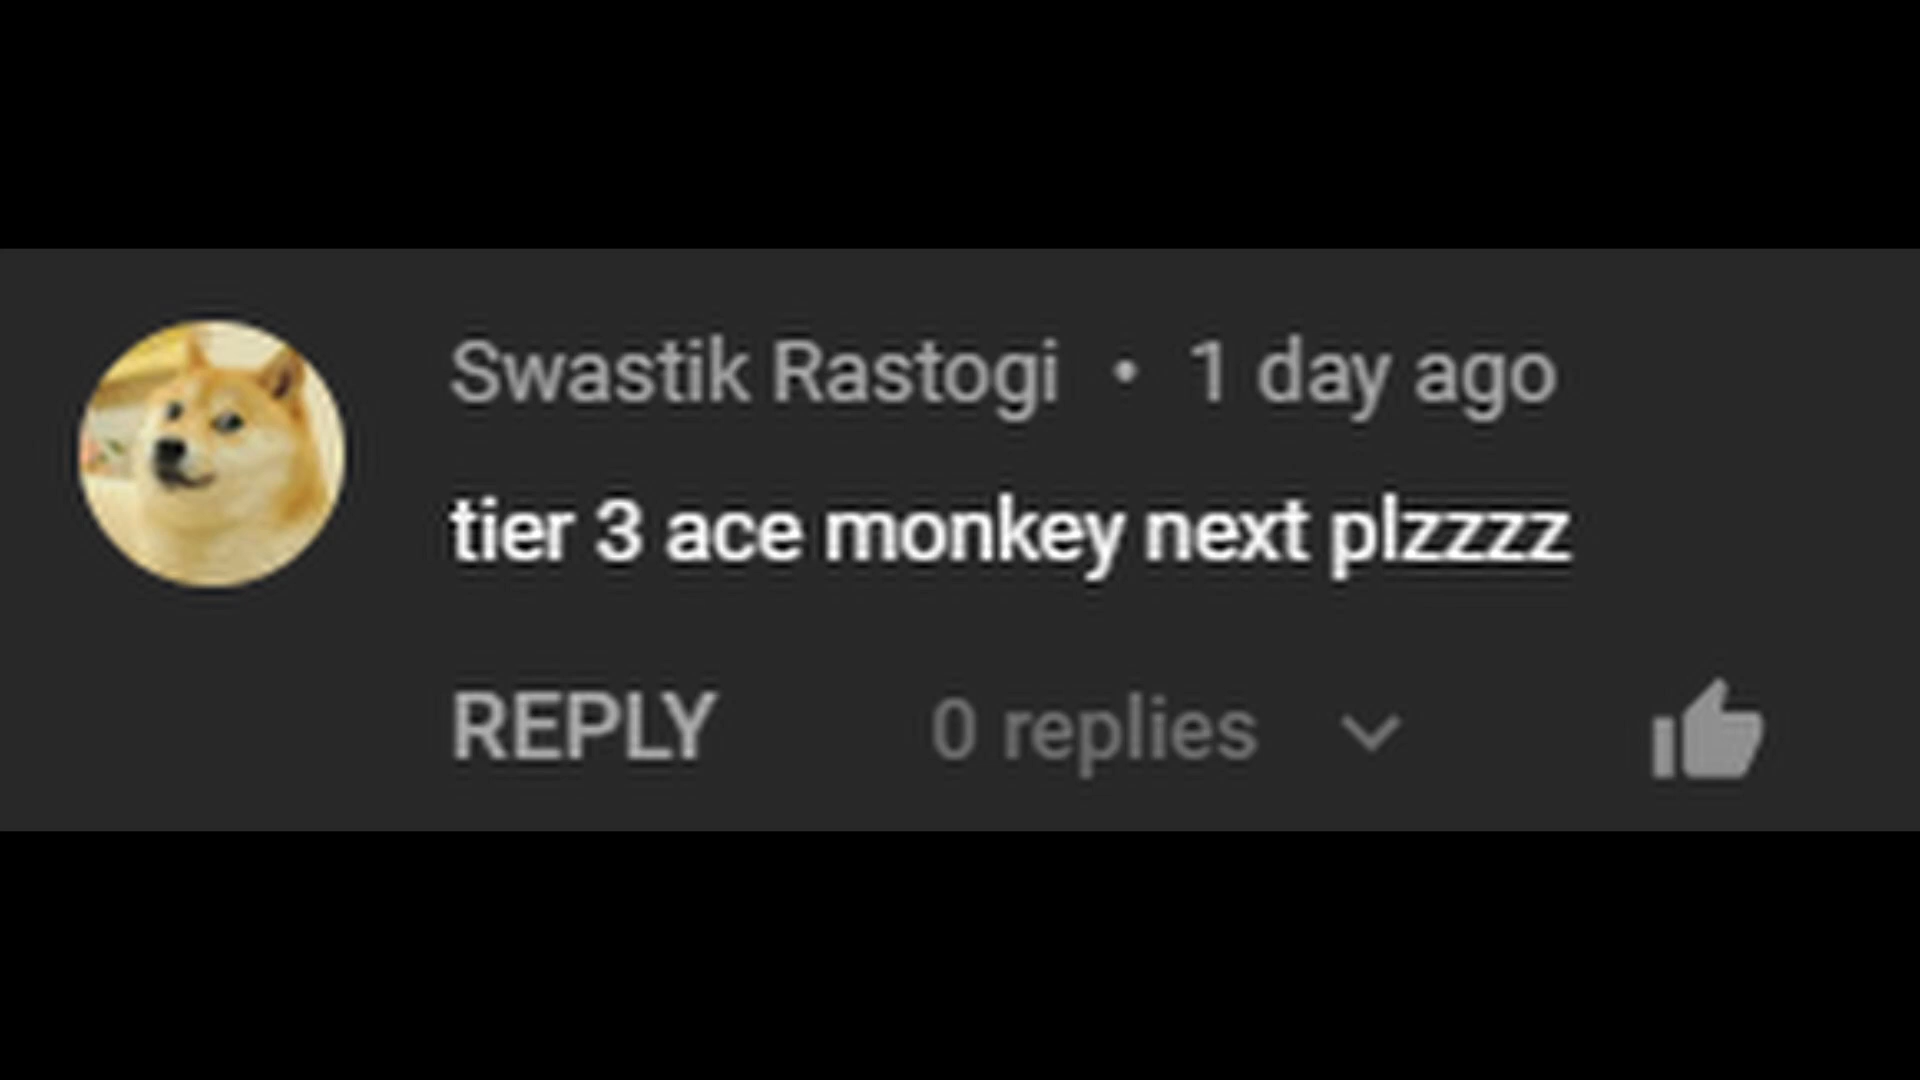 Swastik Rastogi • 1 day ago
tier 3 ace monkey next plzzzz
REPLY 0 replies